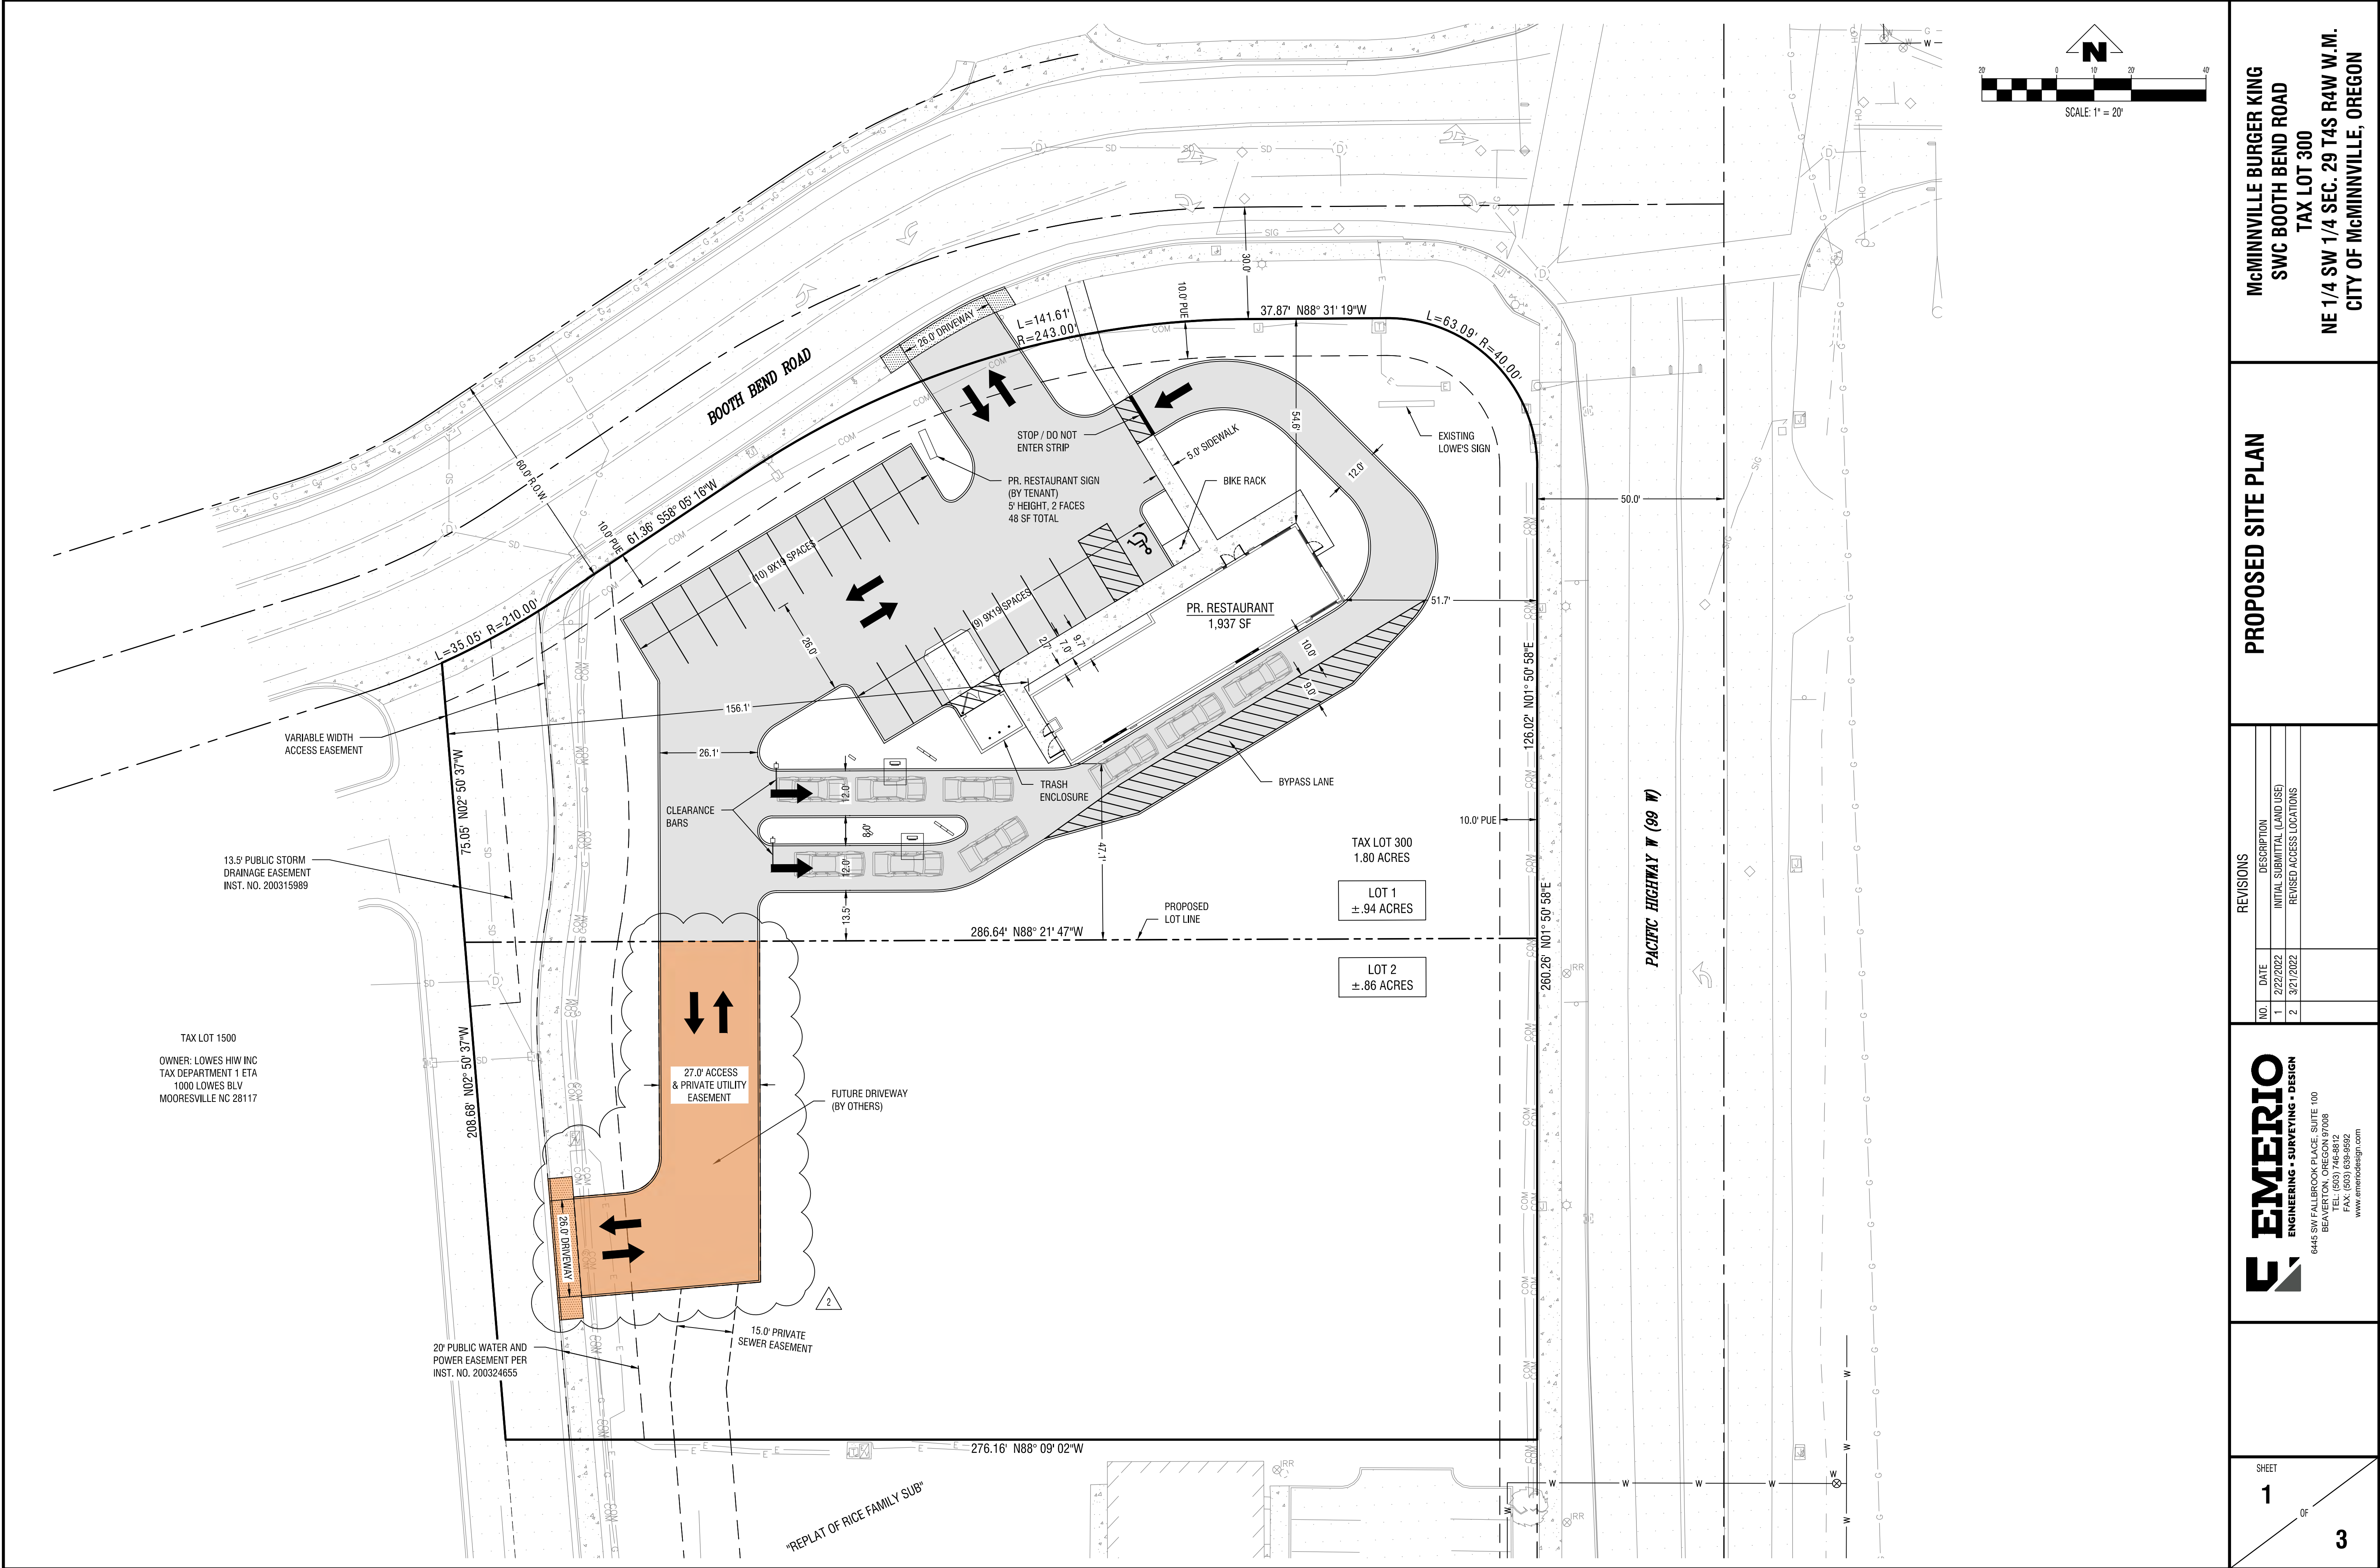 N
20'
0
10'
20'
40'
SCALE: 1" = 20'
McMINNVILLE BURGER KING
SWC BOOTH BEND ROAD
TAX LOT 300
NE 1/4 SW 1/4 SEC. 29 T4S R4W W.M.
CITY OF McMINNVILLE, OREGON
PROPOSED SITE PLAN
REVISIONS
NO. DATE DESCRIPTION
1 2/22/2022 INITIAL SUBMITTAL (LAND USE)
2 3/21/2022 REVISED ACCESS LOCATIONS
EMERIO
ENGINEERING • SURVEYING • DESIGN
6445 SW FALLBROOK PLACE, SUITE 100
BEAVERTON, OREGON 97008
TEL: (503) 746-8812
FAX: (503) 639-9592
www.emeriodesign.com
SHEET
1
OF
3
BOOTH BEND ROAD
26.0' DRIVEWAY
L=141.61'
R=243.00'
10.0' PUE
30.0'
37.87' N88° 31' 19"W
L=63.09' R=40.00'
54.6'
STOP / DO NOT
ENTER STRIP
5.0' SIDEWALK
EXISTING
LOWE'S SIGN
12.0'
50.0'
PR. RESTAURANT SIGN
(BY TENANT)
5' HEIGHT, 2 FACES
48 SF TOTAL
BIKE RACK
60.0' R.O.W.
10.0' PUE
61.36' S58° 05' 16"W
(10) 9X19 SPACES
(9) 9X19 SPACES
26.0'
L=35.05' R=210.00'
PR. RESTAURANT
1,937 SF
51.7'
2.0'
7.0'
9.7'
10.0'
9.0'
156.1'
26.1'
126.02' N01° 50' 58"E
VARIABLE WIDTH
ACCESS EASEMENT
75.05' N02° 50' 37"W
CLEARANCE
BARS
12.0'
8.0'
12.0'
13.5'
TRASH
ENCLOSURE
BYPASS LANE
47.1'
10.0' PUE
PACIFIC HIGHWAY W (99 W)
13.5' PUBLIC STORM
DRAINAGE EASEMENT
INST. NO. 200315989
TAX LOT 300
1.80 ACRES
LOT 1
±.94 ACRES
PROPOSED
LOT LINE
286.64' N88° 21' 47"W
LOT 2
±.86 ACRES
260.26' N01° 50' 58"E
TAX LOT 1500
OWNER: LOWES HIW INC
TAX DEPARTMENT 1 ETA
1000 LOWES BLV
MOORESVILLE NC 28117
208.68' N02° 50' 37"W
27.0' ACCESS
& PRIVATE UTILITY
EASEMENT
FUTURE DRIVEWAY
(BY OTHERS)
26.0' DRIVEWAY
2
15.0' PRIVATE
SEWER EASEMENT
20' PUBLIC WATER AND
POWER EASEMENT PER
INST. NO. 200324655
276.16' N88° 09' 02"W
"REPLAT OF RICE FAMILY SUB"
SD
SIG
COM
IRR
G
E
W
D